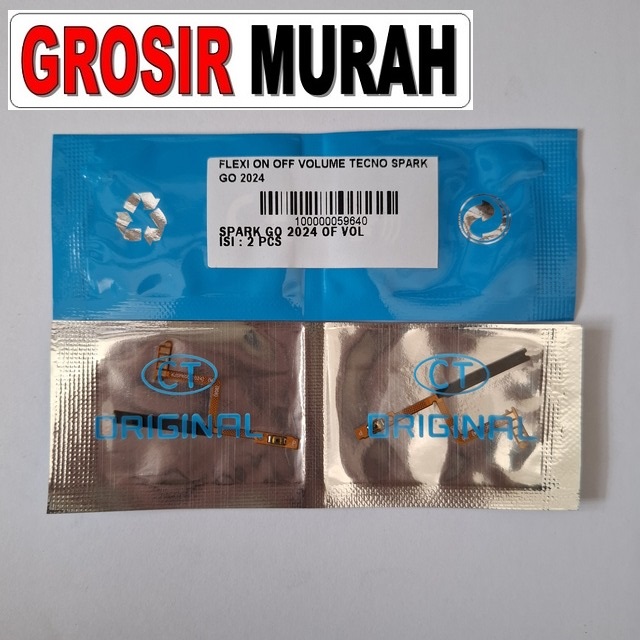 GROSIR MURAH
FLEXI ON OFF VOLUME TECNO SPARK
GO 2024
100000059640
SPARK GO 2024 OF VOL
ISI : 2 PCS
CT CT
ORIGINAL ORIGINAL